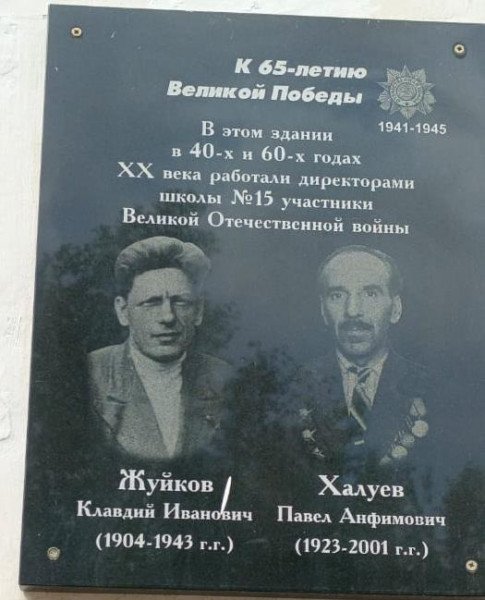 К 65-летию
Великой Победы
1941-1945
В этом здании
в 40-х и 60-х годах
XX века работали директорами
школы №15 участники
Великой Отечественной войны
Жуйков
Клавдий Иванович
(1904-1943 г.г.)
Халуев
Павел Анфимович
(1923-2001 г.г.)